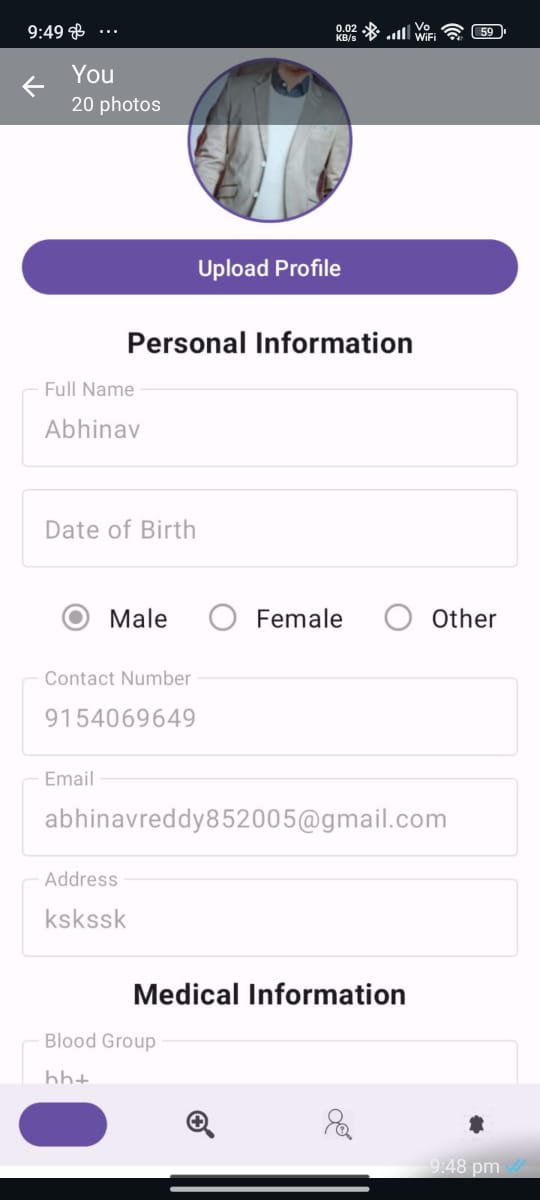 9:49
0.02
KB/s
Vo
WiFi
59
You
20 photos
Upload Profile
Personal Information
Full Name
Abhinav
Date of Birth
Male Female Other
Contact Number
9154069649
Email
abhinavreddy852005@gmail.com
Address
kskssk
Medical Information
Blood Group
bb+
9:48 pm